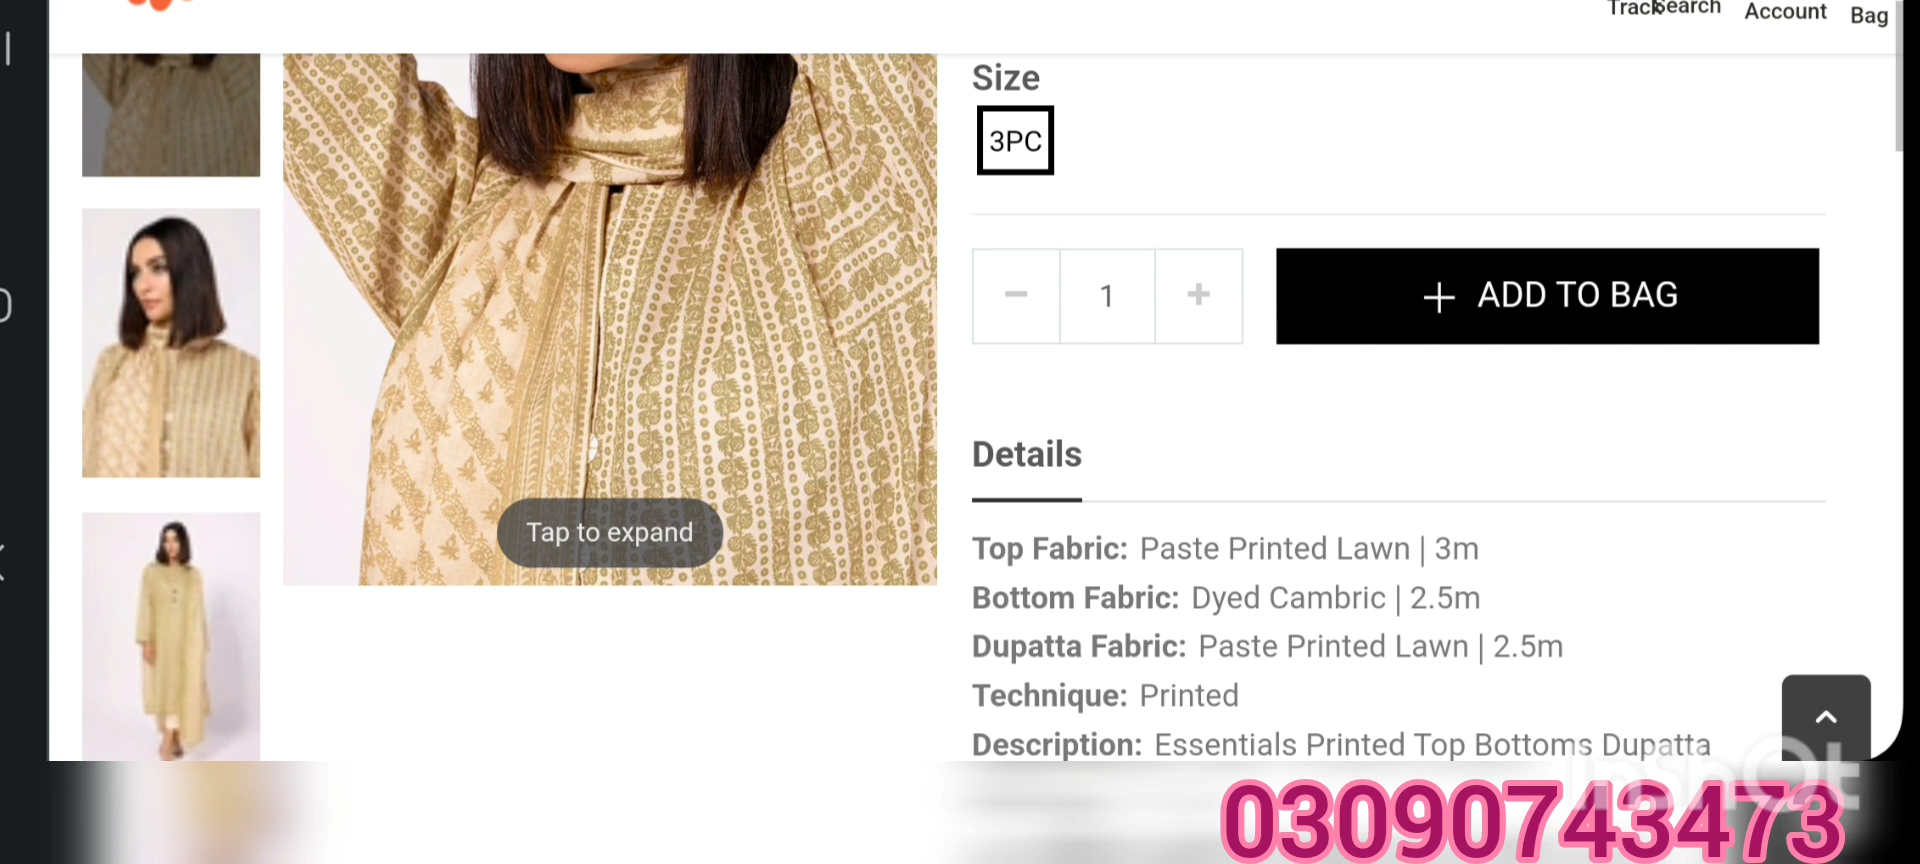 Track
Search
Account
Bag
Size
3PC
1
+ ADD TO BAG
Tap to expand
Details
Top Fabric: Paste Printed Lawn | 3m
Bottom Fabric: Dyed Cambric | 2.5m
Dupatta Fabric: Paste Printed Lawn | 2.5m
Technique: Printed
Description: Essentials Printed Top Bottoms Dupatta
InShOt
03090743473